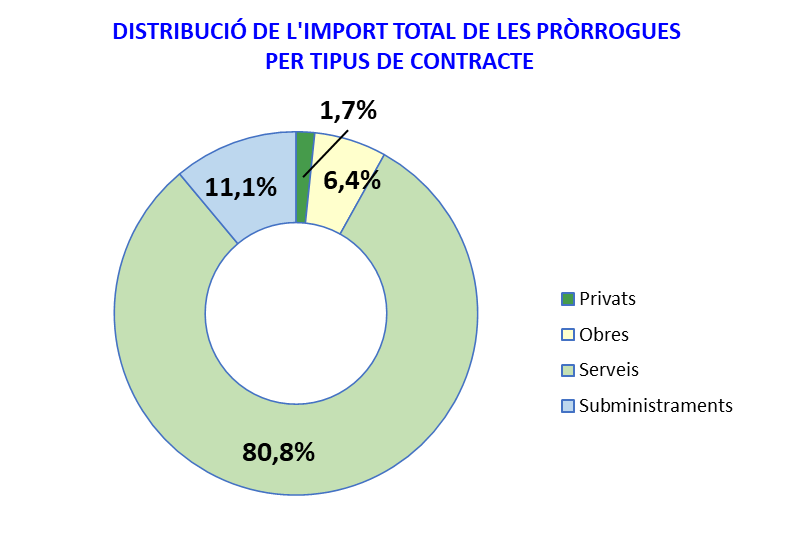 DISTRIBUCIÓ DE L'IMPORT TOTAL DE LES PRÒRROGUES
PER TIPUS DE CONTRACTE
1,7%
6,4%
11,1%
80,8%
Privats
Obres
Serveis
Subministraments